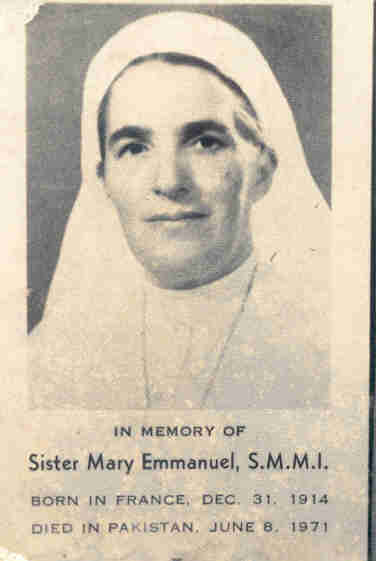 IN MEMORY OF
Sister Mary Emmanuel, S.M.M.I.
BORN IN FRANCE, DEC. 31, 1914
DIED IN PAKISTAN, JUNE 8, 1971